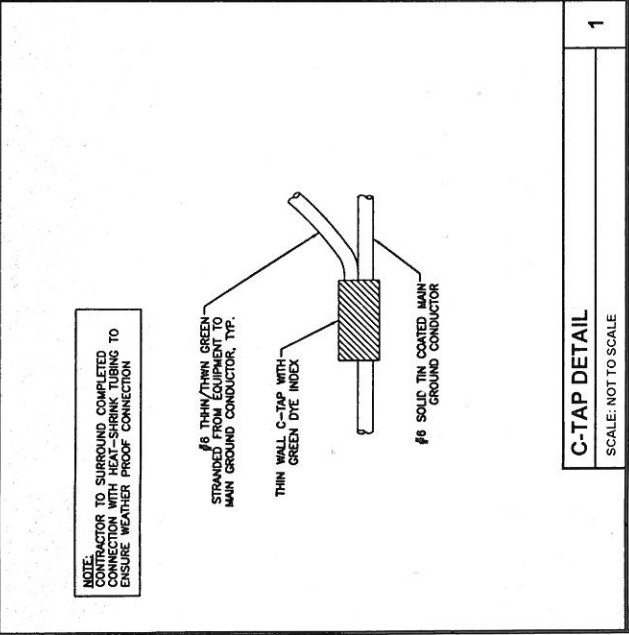 NOTE:
CONTRACTOR TO SURROUND COMPLETED
CONNECTION WITH HEAT-SHRINK TUBING TO
ENSURE WEATHER PROOF CONNECTION
#6 THHN/THWN GREEN
STRANDED FROM EQUIPMENT TO
MAIN GROUND CONDUCTOR, TYP.
THIN WALL C-TAP WITH
GREEN DYE INDEX
#6 SOLID TIN COATED MAIN
GROUND CONDUCTOR
C-TAP DETAIL
SCALE: NOT TO SCALE
1